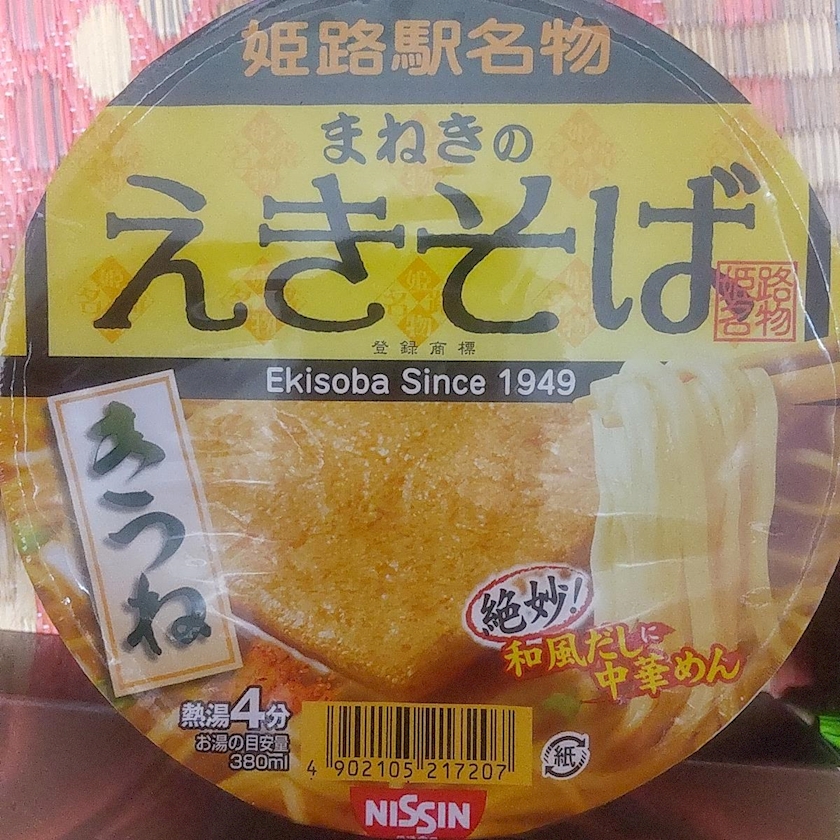 姫路駅名物
まねきの
えきそば
姫路
名物
登録商標
Ekisoba Since 1949
きつね
絶妙!
和風だしに
中華めん
熱湯4分
お湯の目安量
380ml
4 902105 217207
紙
NISSIN